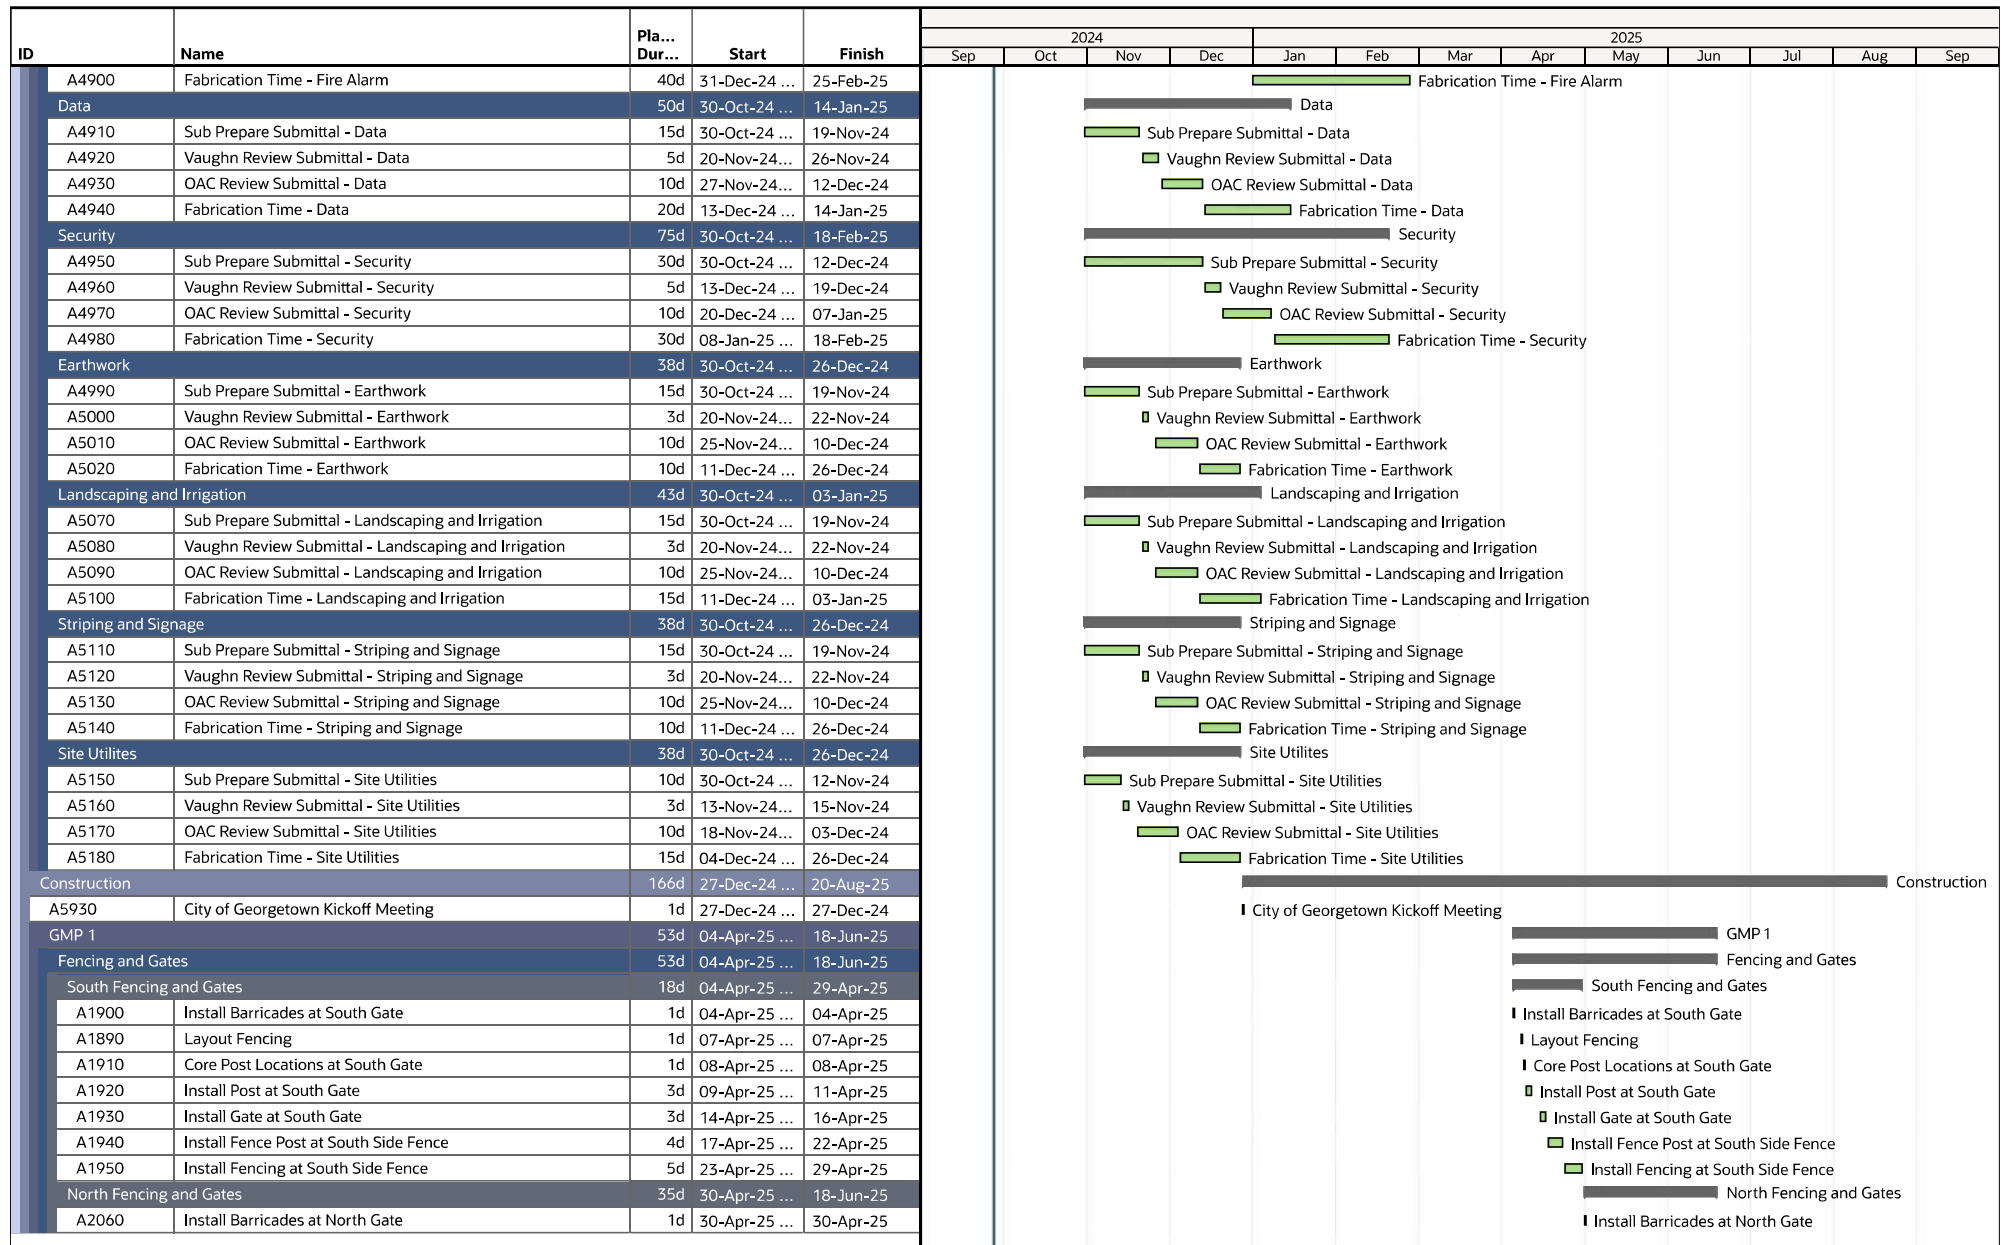 2024 2025
ID Name Pla... Dur... Start Finish Sep Oct Nov Dec Jan Feb Mar Apr May Jun Jul Aug Sep
A4900 Fabrication Time - Fire Alarm 40d 31-Dec-24 ... 25-Feb-25 Fabrication Time - Fire Alarm
Data 50d 30-Oct-24 ... 14-Jan-25 Data
A4910 Sub Prepare Submittal - Data 15d 30-Oct-24 ... 19-Nov-24 Sub Prepare Submittal - Data
A4920 Vaughn Review Submittal - Data 5d 20-Nov-24... 26-Nov-24 Vaughn Review Submittal - Data
A4930 OAC Review Submittal - Data 10d 27-Nov-24... 12-Dec-24 OAC Review Submittal - Data
A4940 Fabrication Time - Data 20d 13-Dec-24 ... 14-Jan-25 Fabrication Time - Data
Security 75d 30-Oct-24 ... 18-Feb-25 Security
A4950 Sub Prepare Submittal - Security 30d 30-Oct-24 ... 12-Dec-24 Sub Prepare Submittal - Security
A4960 Vaughn Review Submittal - Security 5d 13-Dec-24 ... 19-Dec-24 Vaughn Review Submittal - Security
A4970 OAC Review Submittal - Security 10d 20-Dec-24 ... 07-Jan-25 OAC Review Submittal - Security
A4980 Fabrication Time - Security 30d 08-Jan-25 ... 18-Feb-25 Fabrication Time - Security
Earthwork 38d 30-Oct-24 ... 26-Dec-24 Earthwork
A4990 Sub Prepare Submittal - Earthwork 15d 30-Oct-24 ... 19-Nov-24 Sub Prepare Submittal - Earthwork
A5000 Vaughn Review Submittal - Earthwork 3d 20-Nov-24... 22-Nov-24 Vaughn Review Submittal - Earthwork
A5010 OAC Review Submittal - Earthwork 10d 25-Nov-24... 10-Dec-24 OAC Review Submittal - Earthwork
A5020 Fabrication Time - Earthwork 10d 11-Dec-24 ... 26-Dec-24 Fabrication Time - Earthwork
Landscaping and Irrigation 43d 30-Oct-24 ... 03-Jan-25 Landscaping and Irrigation
A5070 Sub Prepare Submittal - Landscaping and Irrigation 15d 30-Oct-24 ... 19-Nov-24 Sub Prepare Submittal - Landscaping and Irrigation
A5080 Vaughn Review Submittal - Landscaping and Irrigation 3d 20-Nov-24... 22-Nov-24 Vaughn Review Submittal - Landscaping and Irrigation
A5090 OAC Review Submittal - Landscaping and Irrigation 10d 25-Nov-24... 10-Dec-24 OAC Review Submittal - Landscaping and Irrigation
A5100 Fabrication Time - Landscaping and Irrigation 15d 11-Dec-24 ... 03-Jan-25 Fabrication Time - Landscaping and Irrigation
Striping and Signage 38d 30-Oct-24 ... 26-Dec-24 Striping and Signage
A5110 Sub Prepare Submittal - Striping and Signage 15d 30-Oct-24 ... 19-Nov-24 Sub Prepare Submittal - Striping and Signage
A5120 Vaughn Review Submittal - Striping and Signage 3d 20-Nov-24... 22-Nov-24 Vaughn Review Submittal - Striping and Signage
A5130 OAC Review Submittal - Striping and Signage 10d 25-Nov-24... 10-Dec-24 OAC Review Submittal - Striping and Signage
A5140 Fabrication Time - Striping and Signage 10d 11-Dec-24 ... 26-Dec-24 Fabrication Time - Striping and Signage
Site Utilites 38d 30-Oct-24 ... 26-Dec-24 Site Utilites
A5150 Sub Prepare Submittal - Site Utilities 10d 30-Oct-24 ... 12-Nov-24 Sub Prepare Submittal - Site Utilities
A5160 Vaughn Review Submittal - Site Utilities 3d 13-Nov-24... 15-Nov-24 Vaughn Review Submittal - Site Utilities
A5170 OAC Review Submittal - Site Utilities 10d 18-Nov-24... 03-Dec-24 OAC Review Submittal - Site Utilities
A5180 Fabrication Time - Site Utilities 15d 04-Dec-24 ... 26-Dec-24 Fabrication Time - Site Utilities
Construction 166d 27-Dec-24 ... 20-Aug-25 Construction
A5930 City of Georgetown Kickoff Meeting 1d 27-Dec-24 ... 27-Dec-24 City of Georgetown Kickoff Meeting
GMP 1 53d 04-Apr-25 ... 18-Jun-25 GMP 1
Fencing and Gates 53d 04-Apr-25 ... 18-Jun-25 Fencing and Gates
South Fencing and Gates 18d 04-Apr-25 ... 29-Apr-25 South Fencing and Gates
A1900 Install Barricades at South Gate 1d 04-Apr-25 ... 04-Apr-25 Install Barricades at South Gate
A1890 Layout Fencing 1d 07-Apr-25 ... 07-Apr-25 Layout Fencing
A1910 Core Post Locations at South Gate 1d 08-Apr-25 ... 08-Apr-25 Core Post Locations at South Gate
A1920 Install Post at South Gate 3d 09-Apr-25 ... 11-Apr-25 Install Post at South Gate
A1930 Install Gate at South Gate 3d 14-Apr-25 ... 16-Apr-25 Install Gate at South Gate
A1940 Install Fence Post at South Side Fence 4d 17-Apr-25 ... 22-Apr-25 Install Fence Post at South Side Fence
A1950 Install Fencing at South Side Fence 5d 23-Apr-25 ... 29-Apr-25 Install Fencing at South Side Fence
North Fencing and Gates 35d 30-Apr-25 ... 18-Jun-25 North Fencing and Gates
A2060 Install Barricades at North Gate 1d 30-Apr-25 ... 30-Apr-25 Install Barricades at North Gate